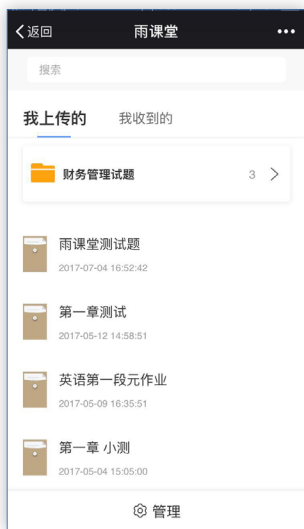 返回
雨课堂
搜索
我上传的
我收到的
财务管理试题
3
雨课堂测试题
2017-07-04 16:52:42
第一章测试
2017-05-12 14:58:51
英语第一段元作业
2017-05-09 16:35:51
第一章 小测
2017-05-04 15:05:00
管理